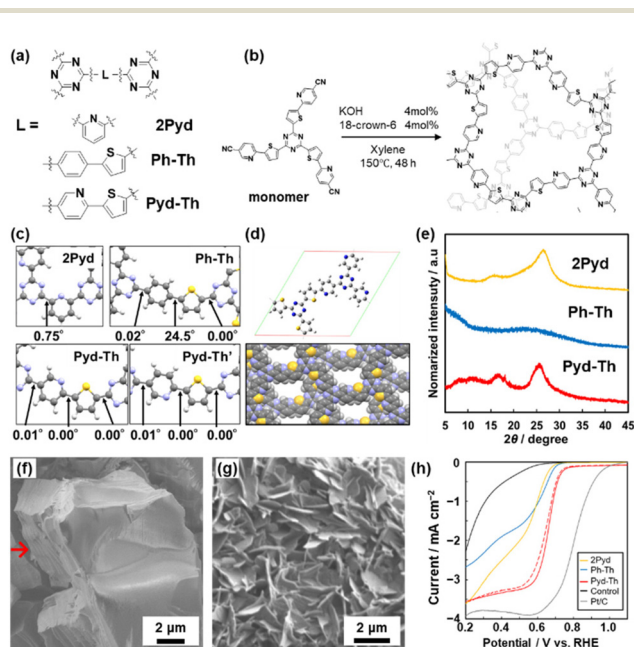 (a)
N N
N L N
N N
L =
N
2Pyd
S
Ph-Th
N S
Pyd-Th
(b)
CN
NC
CN
monomer
KOH 4mol%
18-crown-6 4mol%
Xylene
150°C, 48 h
(c)
2Pyd
0.75°
Ph-Th
0.02° 24.5° 0.00°
Pyd-Th
0.01° 0.00° 0.00°
Pyd-Th'
0.01° 0.00° 0.00°
(d)
(e)
Nomarized intensuty / a.u
2Pyd
Ph-Th
Pyd-Th
5 10 15 20 25 30 35 40 45
2θ / degree
(f)
2 μm
(g)
2 μm
(h)
Current / mA cm⁻²
0
−1
−2
−3
−4
2Pyd
Ph-Th
Pyd-Th
Control
Pt/C
0.2 0.4 0.6 0.8 1.0
Potential / V vs. RHE